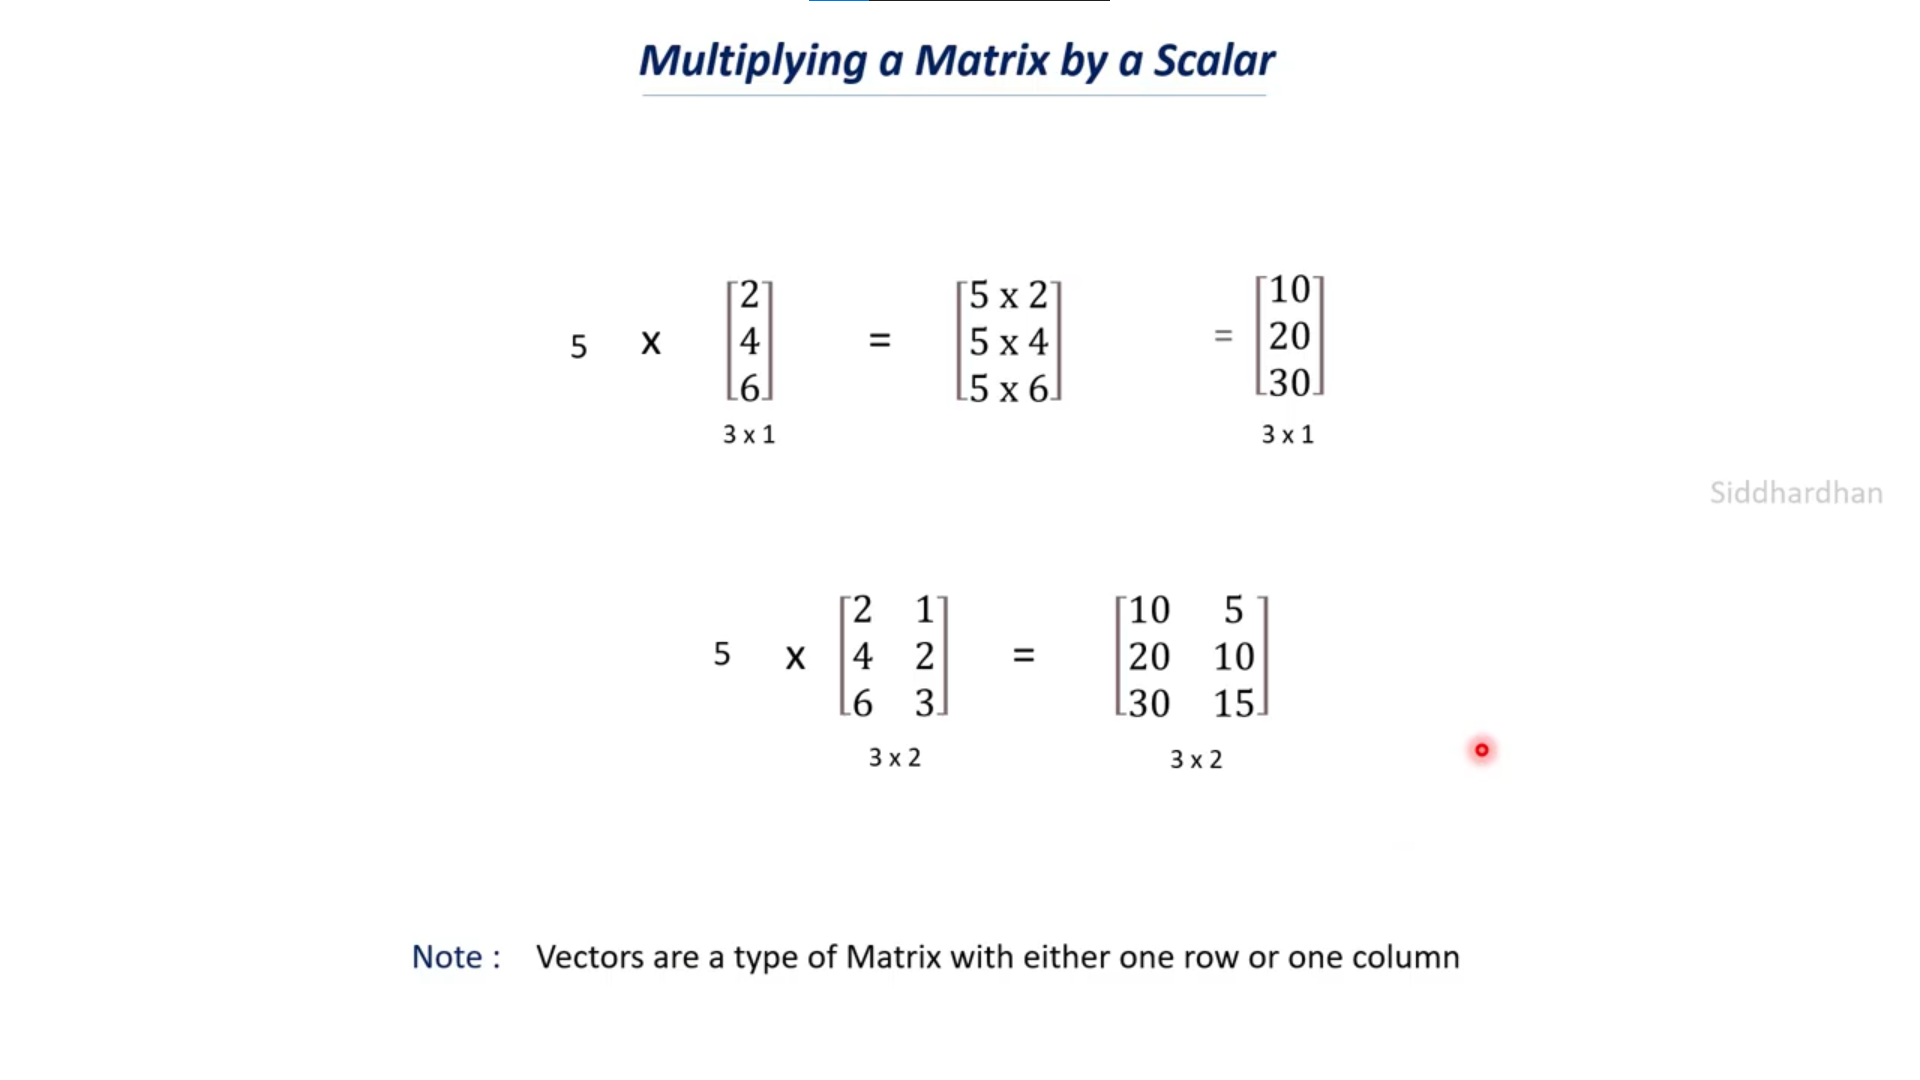 Multiplying a Matrix by a Scalar
5 x [2 4 6] = [5 x 2 5 x 4 5 x 6] = [10 20 30]
3 x 1 3 x 1
Siddhardhan
5 x [2 1 4 2 6 3] = [10 5 20 10 30 15]
3 x 2 3 x 2
Note : Vectors are a type of Matrix with either one row or one column